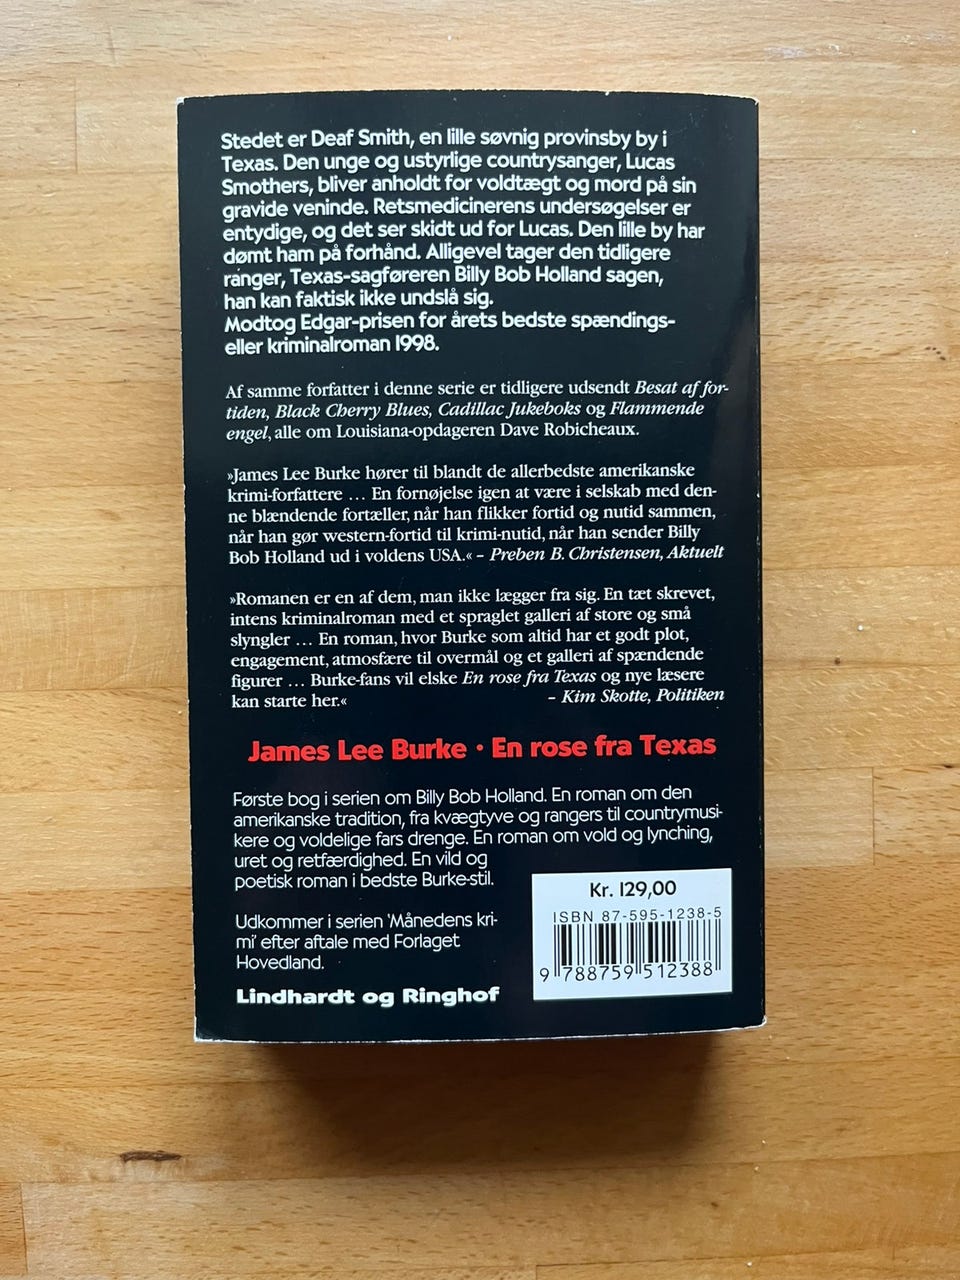 Stedet er Deaf Smith, en lille søvnig provinsby by i
Texas. Den unge og ustyrlige countrysanger, Lucas
Smothers, bliver anholdt for voldtægt og mord på sin
gravide veninde. Retsmedicinerens undersøgelser er
entydige, og det ser skidt ud for Lucas. Den lille by har
dømt ham på forhånd. Alligevel tager den tidligere
ranger, Texas-sagføreren Billy Bob Holland sagen,
han kan faktisk ikke undslå sig.
Modtog Edgar-prisen for årets bedste spændings-
eller kriminalroman 1998.
Af samme forfatter i denne serie er tidligere udsendt Besat af for-
tiden, Black Cherry Blues, Cadillac Jukeboks og Flammende
engel, alle om Louisiana-opdageren Dave Robicheaux.
»James Lee Burke hører til blandt de allerbedste amerikanske
krimi-forfattere ... En fornøjelse igen at være i selskab med den-
ne blændende fortæller, når han flikker fortid og nutid sammen,
når han gør western-fortid til krimi-nutid, når han sender Billy
Bob Holland ud i voldens USA.« – Preben B. Christensen, Aktuelt
»Romanen er en af dem, man ikke lægger fra sig. En tæt skrevet,
intens kriminalroman med et spraglet galleri af store og små
slyngler ... En roman, hvor Burke som altid har et godt plot,
engagement, atmosfære til overmål og et galleri af spændende
figurer ... Burke-fans vil elske En rose fra Texas og nye læsere
kan starte her.« – Kim Skotte, Politiken
James Lee Burke · En rose fra Texas
Første bog i serien om Billy Bob Holland. En roman om den
amerikanske tradition, fra kvægtyve og rangers til countrymusi-
kere og voldelige fars drenge. En roman om vold og lynching,
uret og retfærdighed. En vild og
poetisk roman i bedste Burke-stil.
Udkommer i serien 'Månedens kri-
mi' efter aftale med Forlaget
Hovedland.
Lindhardt og Ringhof
Kr. 129,00
ISBN 87-595-1238-5
9 788759 512388